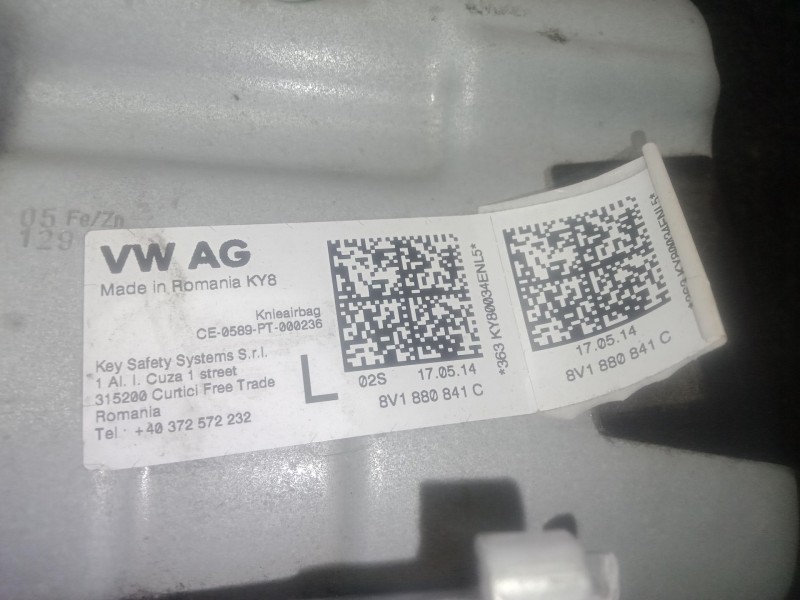 05 Fe/Zn
129
VW AG
Made in Romania KY8
Knieairbag
CE-0589-PT-000236
Key Safety Systems S.r.l.
1 Al. I. Cuza 1 street
315200 Curtici Free Trade
Romania
Tel : +40 372 572 232
L
02S 17.05.14
8V1 880 841 C
*363 KY80034ENL5*
17.05.14
8V1 880 841 C
*363 KY80034ENL5*